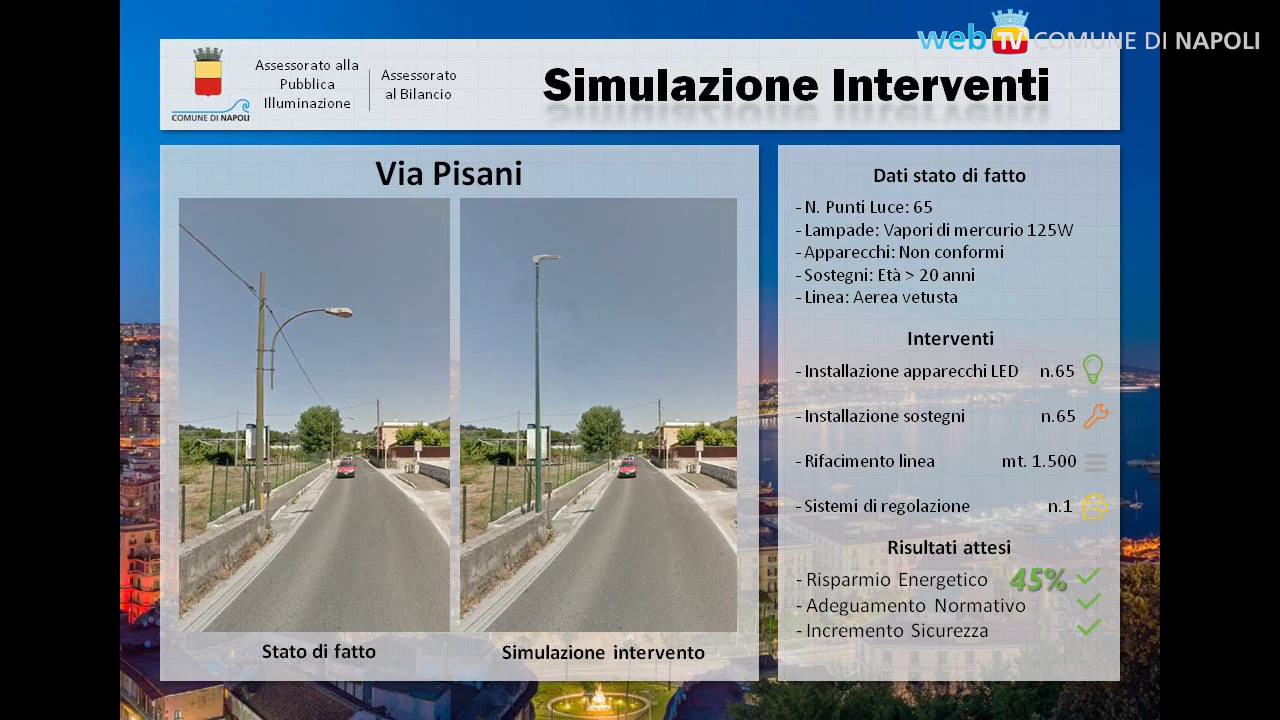 web TV COMUNE DI NAPOLI
Assessorato alla
Pubblica
Illuminazione
Assessorato
al Bilancio
COMUNE DI NAPOLI
Simulazione Interventi
Via Pisani
Stato di fatto
Simulazione intervento
Dati stato di fatto
- N. Punti Luce: 65
- Lampade: Vapori di mercurio 125W
- Apparecchi: Non conformi
- Sostegni: Età > 20 anni
- Linea: Aerea vetusta
Interventi
- Installazione apparecchi LED n.65
- Installazione sostegni n.65
- Rifacimento linea mt. 1.500
- Sistemi di regolazione n.1
Risultati attesi
- Risparmio Energetico 45%
- Adeguamento Normativo
- Incremento Sicurezza